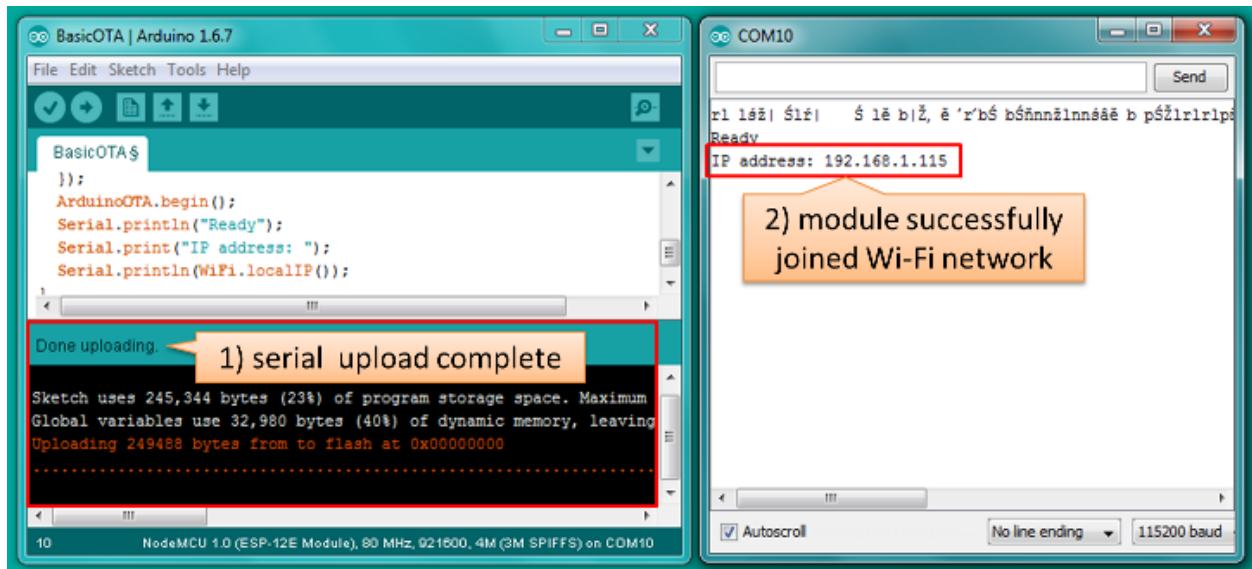 BasicOTA | Arduino 1.6.7
File Edit Sketch Tools Help
BasicOTA§
});
ArduinoOTA.begin();
Serial.println("Ready");
Serial.print("IP address: ");
Serial.println(WiFi.localIP());
Done uploading.
1) serial upload complete
Sketch uses 245,344 bytes (23%) of program storage space. Maximum
Global variables use 32,980 bytes (40%) of dynamic memory, leaving
Uploading 249488 bytes from to flash at 0x00000000
................................................................................
10 NodeMCU 1.0 (ESP-12E Module), 80 MHz, 921600, 4M (3M SPIFFS) on COM10
COM10
Send
Ready
IP address: 192.168.1.115
2) module successfully
joined Wi-Fi network
Autoscroll No line ending 115200 baud